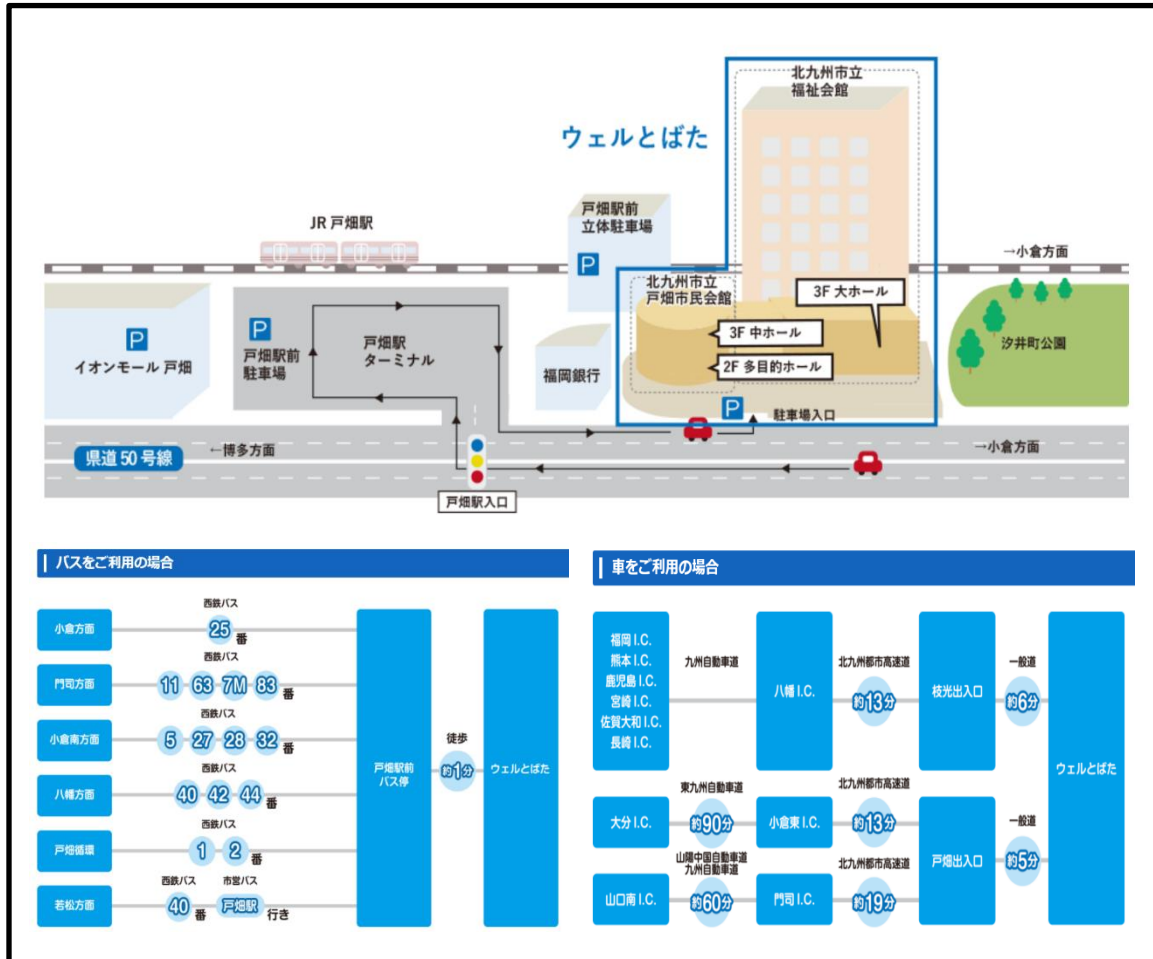 北九州市立
福祉会館
ウェルとばた
戸畑駅前
立体駐車場
P
JR 戸畑駅
→小倉方面
北九州市立
戸畑市民会館
3F 大ホール
3F 中ホール
2F 多目的ホール
P
イオンモール 戸畑
P
戸畑駅前
駐車場
戸畑駅
ターミナル
福岡銀行
汐井町公園
P
駐車場入口
県道50号線
←博多方面
→小倉方面
戸畑駅入口
バスをご利用の場合
小倉方面
西鉄バス
25 番
門司方面
西鉄バス
11 63 7M 83 番
小倉南方面
西鉄バス
5 27 28 32 番
八幡方面
西鉄バス
40 42 44 番
戸畑循環
西鉄バス
1 2 番
若松方面
西鉄バス 市営バス
40 番 戸畑駅 行き
戸畑駅前
バス停
徒歩
約1分
ウェルとばた
車をご利用の場合
福岡 I.C.
熊本 I.C.
鹿児島 I.C.
宮崎 I.C.
佐賀大和 I.C.
長崎 I.C.
九州自動車道
八幡 I.C.
北九州都市高速道
約13分
枝光出入口
一般道
約6分
大分 I.C.
東九州自動車道
約90分
小倉東 I.C.
北九州都市高速道
約13分
山口南 I.C.
山陽中国自動車道
九州自動車道
約60分
門司 I.C.
北九州都市高速道
約19分
戸畑出入口
一般道
約5分
ウェルとばた